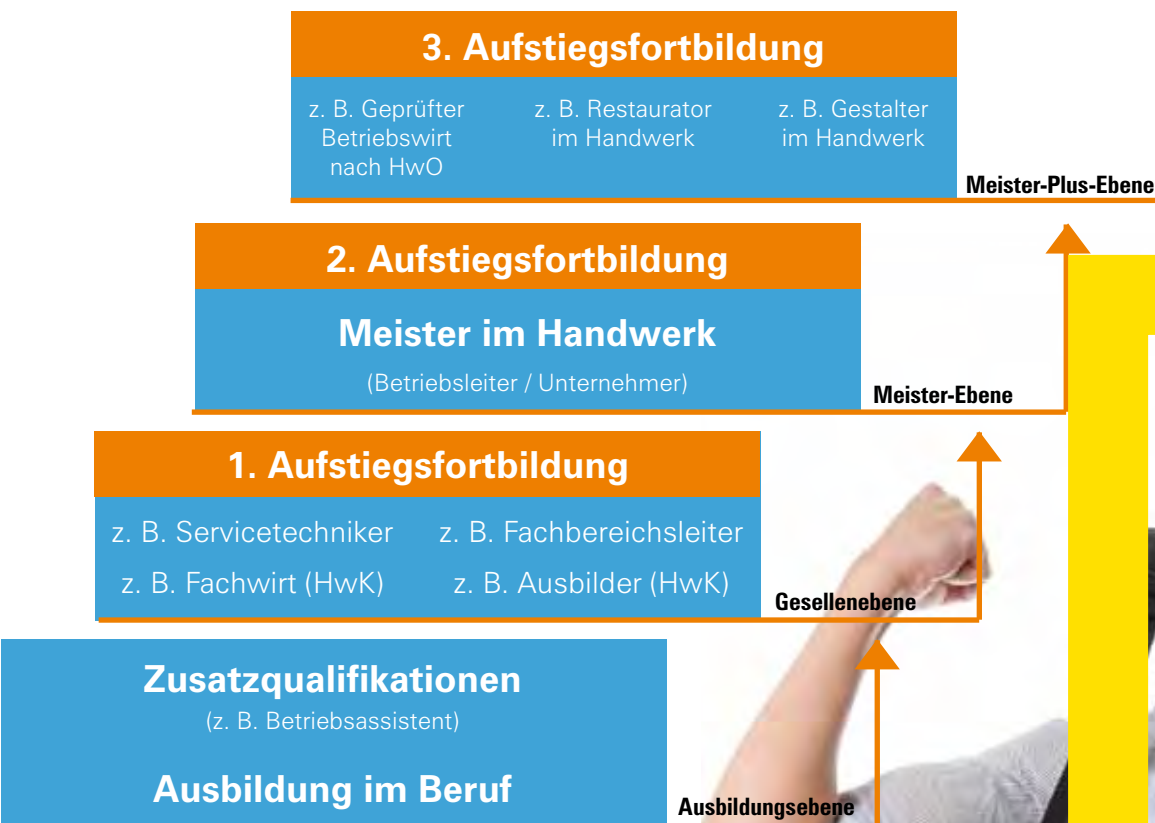 3. Aufstiegsfortbildung
z. B. Geprüfter
Betriebswirt
nach HwO
z. B. Restaurator
im Handwerk
z. B. Gestalter
im Handwerk
Meister-Plus-Ebene
2. Aufstiegsfortbildung
Meister im Handwerk
(Betriebsleiter / Unternehmer)
Meister-Ebene
1. Aufstiegsfortbildung
z. B. Servicetechniker
z. B. Fachbereichsleiter
z. B. Fachwirt (HwK)
z. B. Ausbilder (HwK)
Gesellenebene
Zusatzqualifikationen
(z. B. Betriebsassistent)
Ausbildung im Beruf
Ausbildungsebene